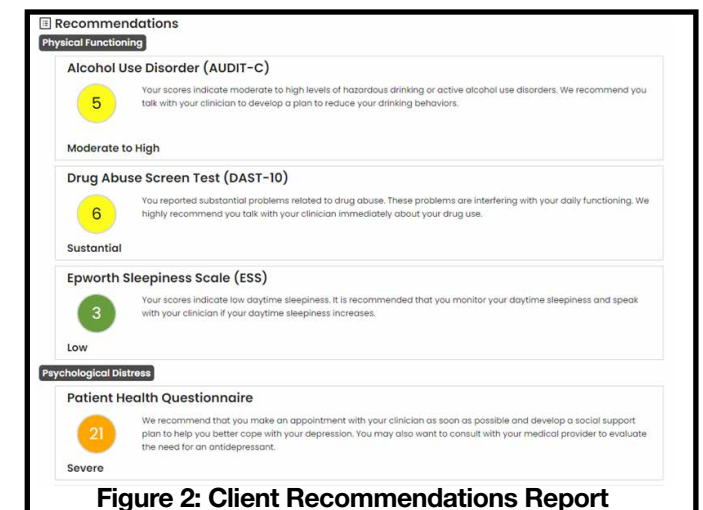 Recommendations
Physical Functioning
Alcohol Use Disorder (AUDIT-C)
5
Your scores indicate moderate to high levels of hazardous drinking or active alcohol use disorders. We recommend you
talk with your clinician to develop a plan to reduce your drinking behaviors.
Moderate to High
Drug Abuse Screen Test (DAST-10)
6
You reported substantial problems related to drug abuse. These problems are interfering with your daily functioning. We
highly recommend you talk with your clinician immediately about your drug use.
Sustantial
Epworth Sleepiness Scale (ESS)
3
Your scores indicate low daytime sleepiness. It is recommended that you monitor your daytime sleepiness and speak
with your clinician if your daytime sleepiness increases.
Low
Psychological Distress
Patient Health Questionnaire
21
We recommend that you make an appointment with your clinician as soon as possible and develop a social support
plan to help you better cope with your depression. You may also want to consult with your medical provider to evaluate
the need for an antidepressant.
Severe
Figure 2: Client Recommendations Report